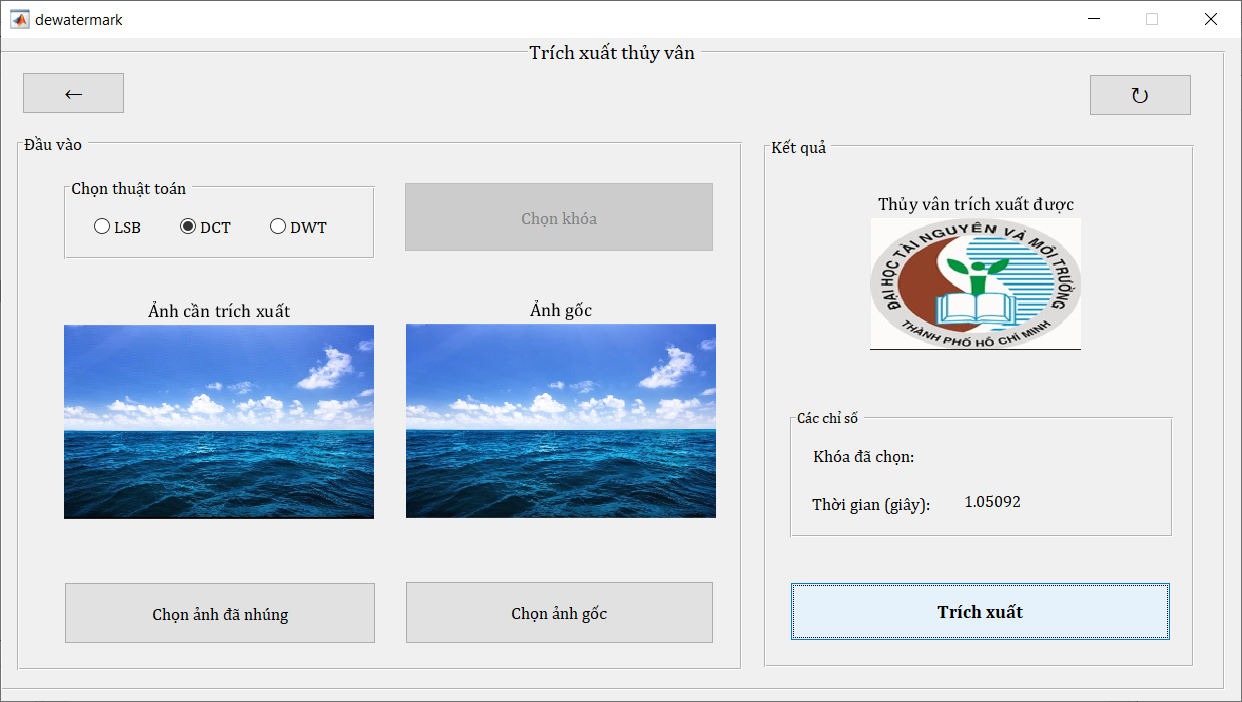 dewatermark
Trích xuất thủy vân
←
↻
Đầu vào
Chọn thuật toán
LSB
DCT
DWT
Chọn khóa
Ảnh cần trích xuất
Ảnh gốc
Chọn ảnh đã nhúng
Chọn ảnh gốc
Kết quả
Thủy vân trích xuất được
ĐẠI HỌC TÀI NGUYÊN VÀ MÔI TRƯỜNG
THÀNH PHỐ HỒ CHÍ MINH
Các chỉ số
Khóa đã chọn:
Thời gian (giây): 1.05092
Trích xuất